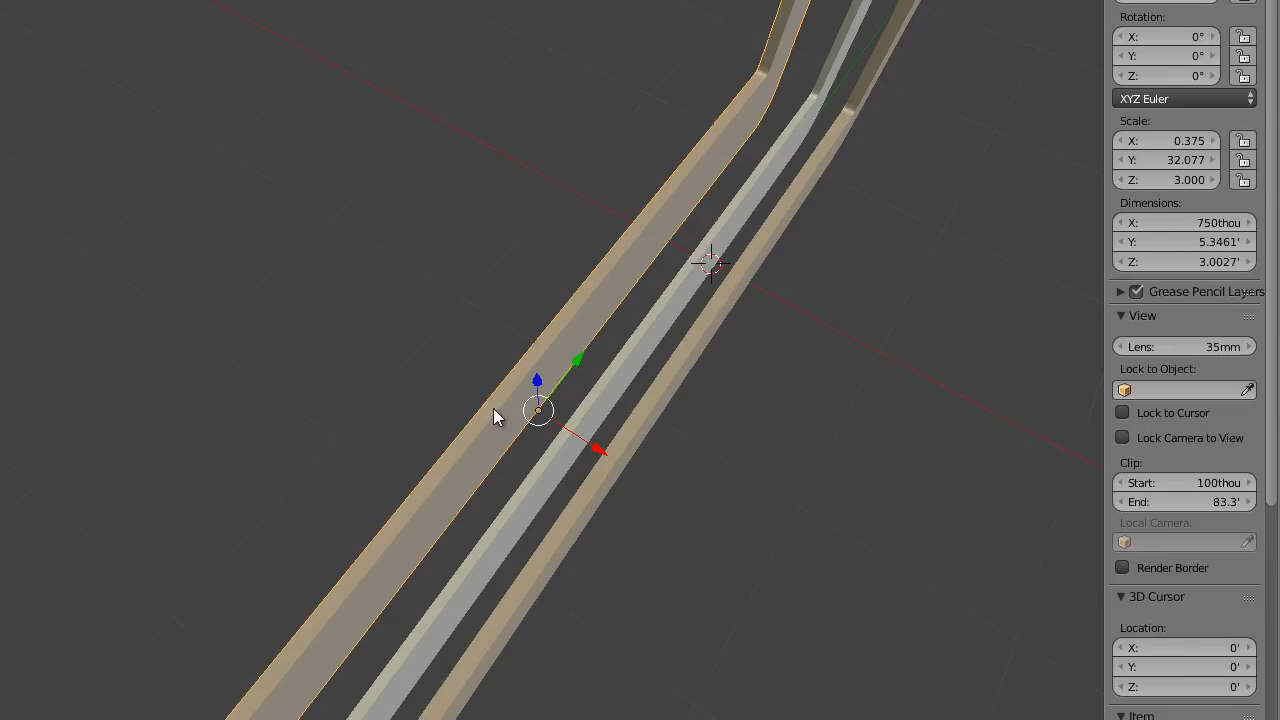 Rotation:
X: 0°
Y: 0°
Z: 0°
XYZ Euler
Scale:
X: 0.375
Y: 32.077
Z: 3.000
Dimensions:
X: 750thou
Y: 5.3461'
Z: 3.0027'
Grease Pencil Layers
View
Lens: 35mm
Lock to Object:
Lock to Cursor
Lock Camera to View
Clip:
Start: 100thou
End: 83.3'
Local Camera:
Render Border
3D Cursor
Location:
X: 0'
Y: 0'
Z: 0'
Item